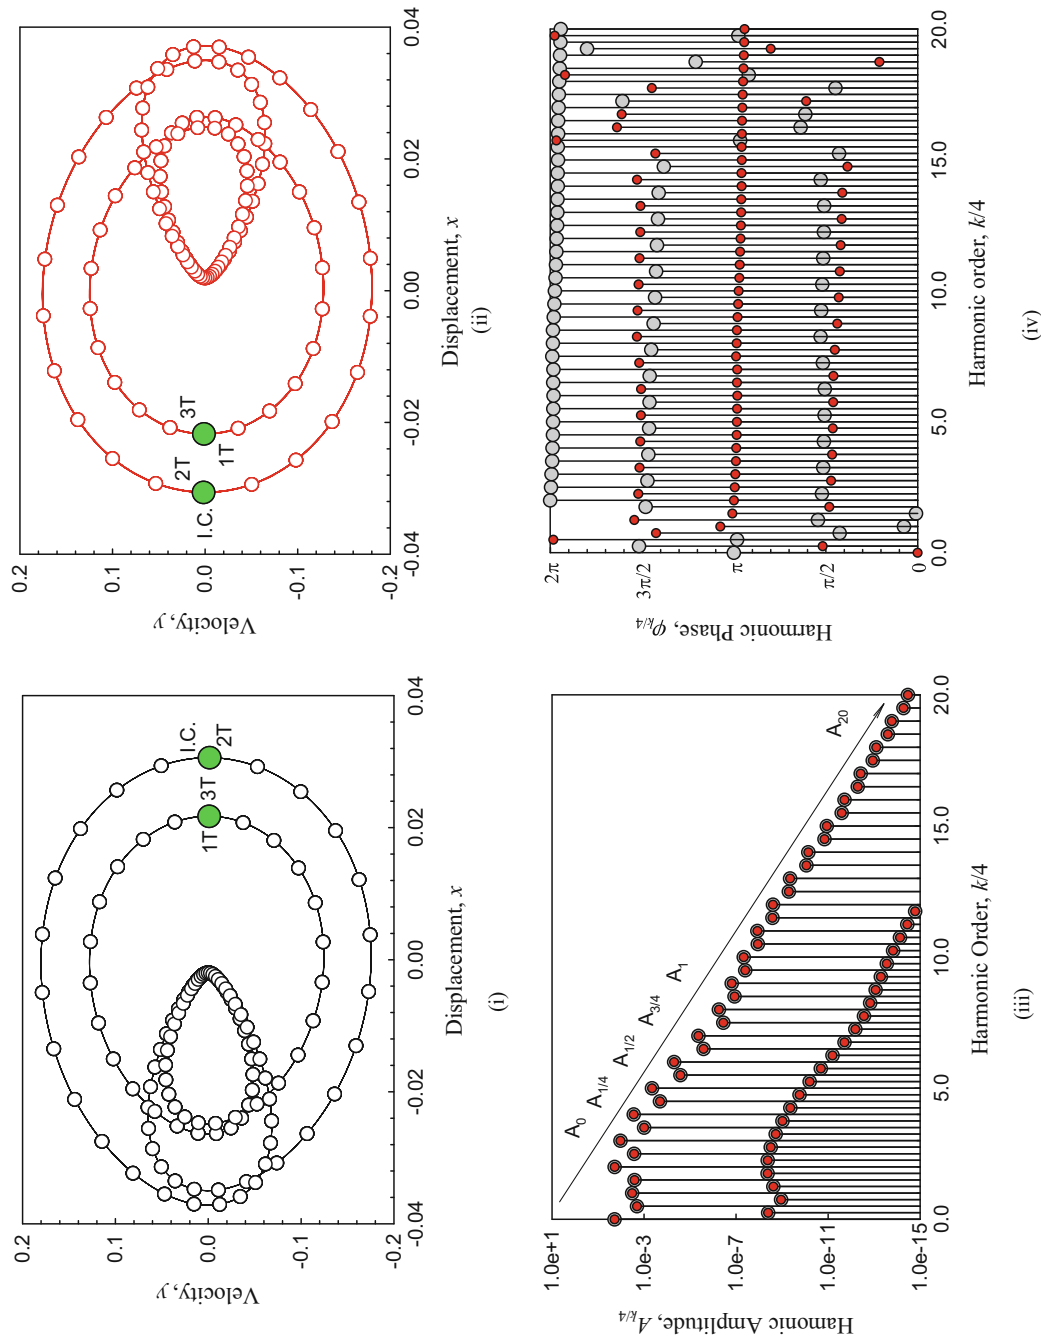 0.2
0.1
0.0
-0.1
-0.2
Velocity, y
I.C.
2T
1T 3T
-0.04
-0.02
0.00
0.02
0.04
Displacement, x
(i)
0.2
0.1
0.0
-0.1
-0.2
Velocity, y
I.C.
2T
1T
3T
-0.04
-0.02
0.00
0.02
0.04
Displacement, x
(ii)
1.0e+1
1.0e-3
1.0e-7
1.0e-11
1.0e-15
Hamonic Amplitude, A_{k/4}
A_0
A_{1/4}
A_{1/2}
A_{3/4}
A_1
A_{20}
0.0
5.0
10.0
15.0
20.0
Harmonic Order, k/4
(iii)
2π
3π/2
π
π/2
0
Harmonic Phase, φ_{k/4}
0.0
5.0
10.0
15.0
20.0
Harmonic order, k/4
(iv)